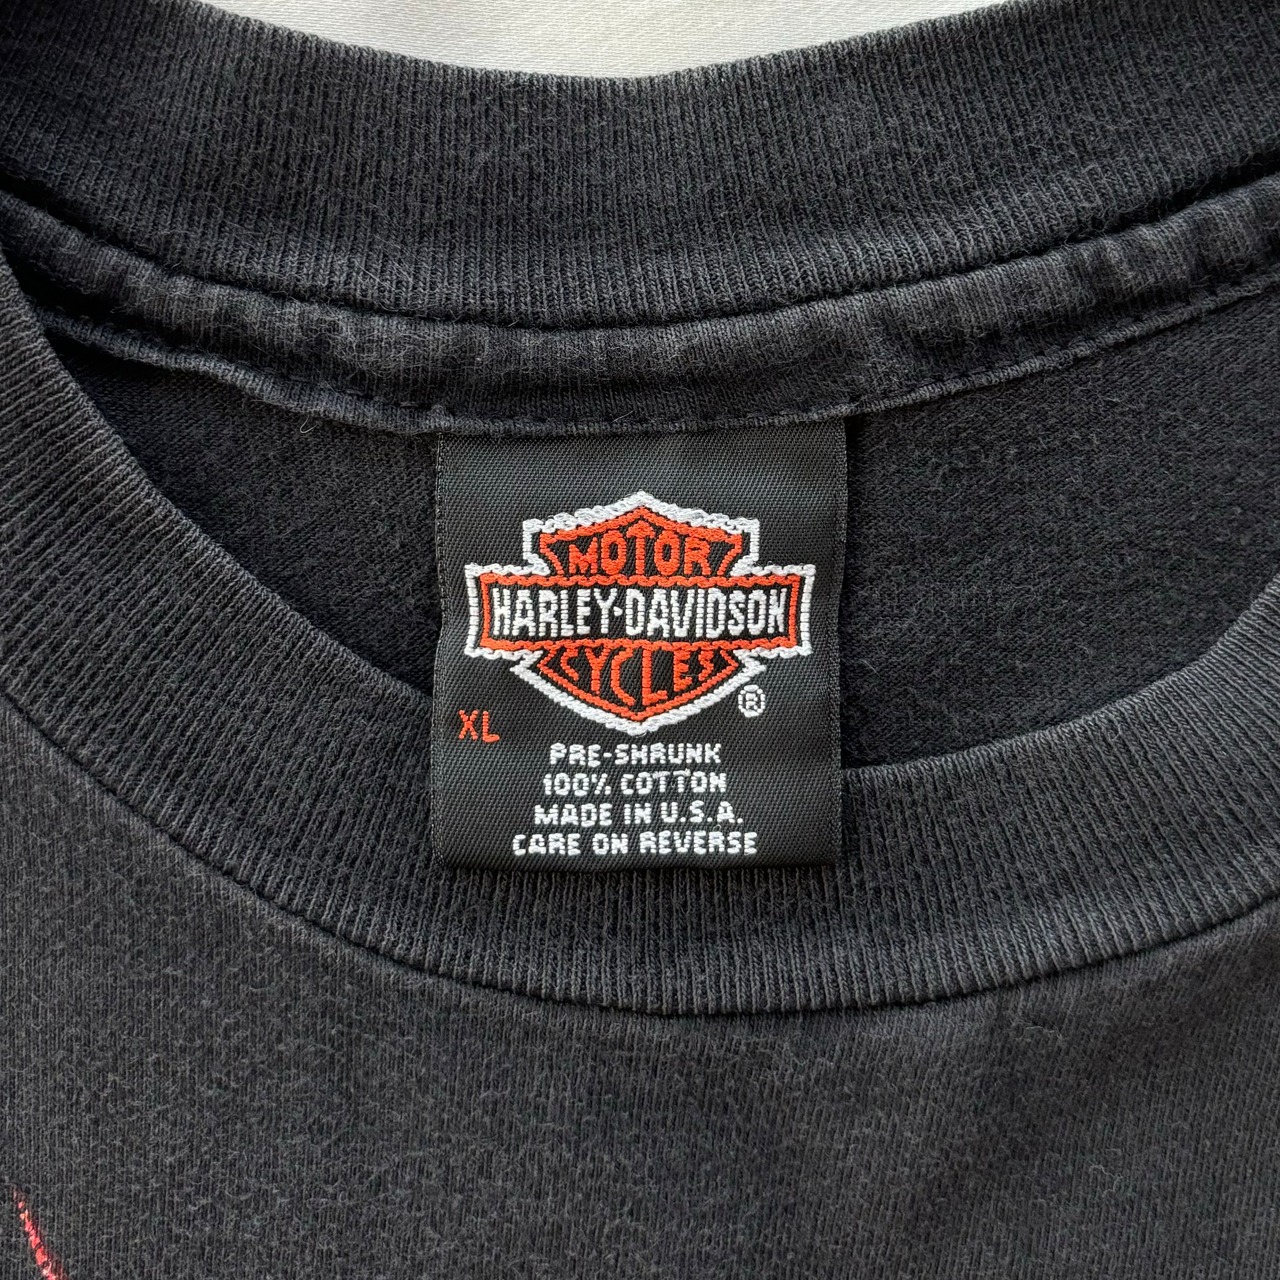 MOTOR
HARLEY-DAVIDSON
CYCLES
®
XL
PRE-SHRUNK
100% COTTON
MADE IN U.S.A.
CARE ON REVERSE